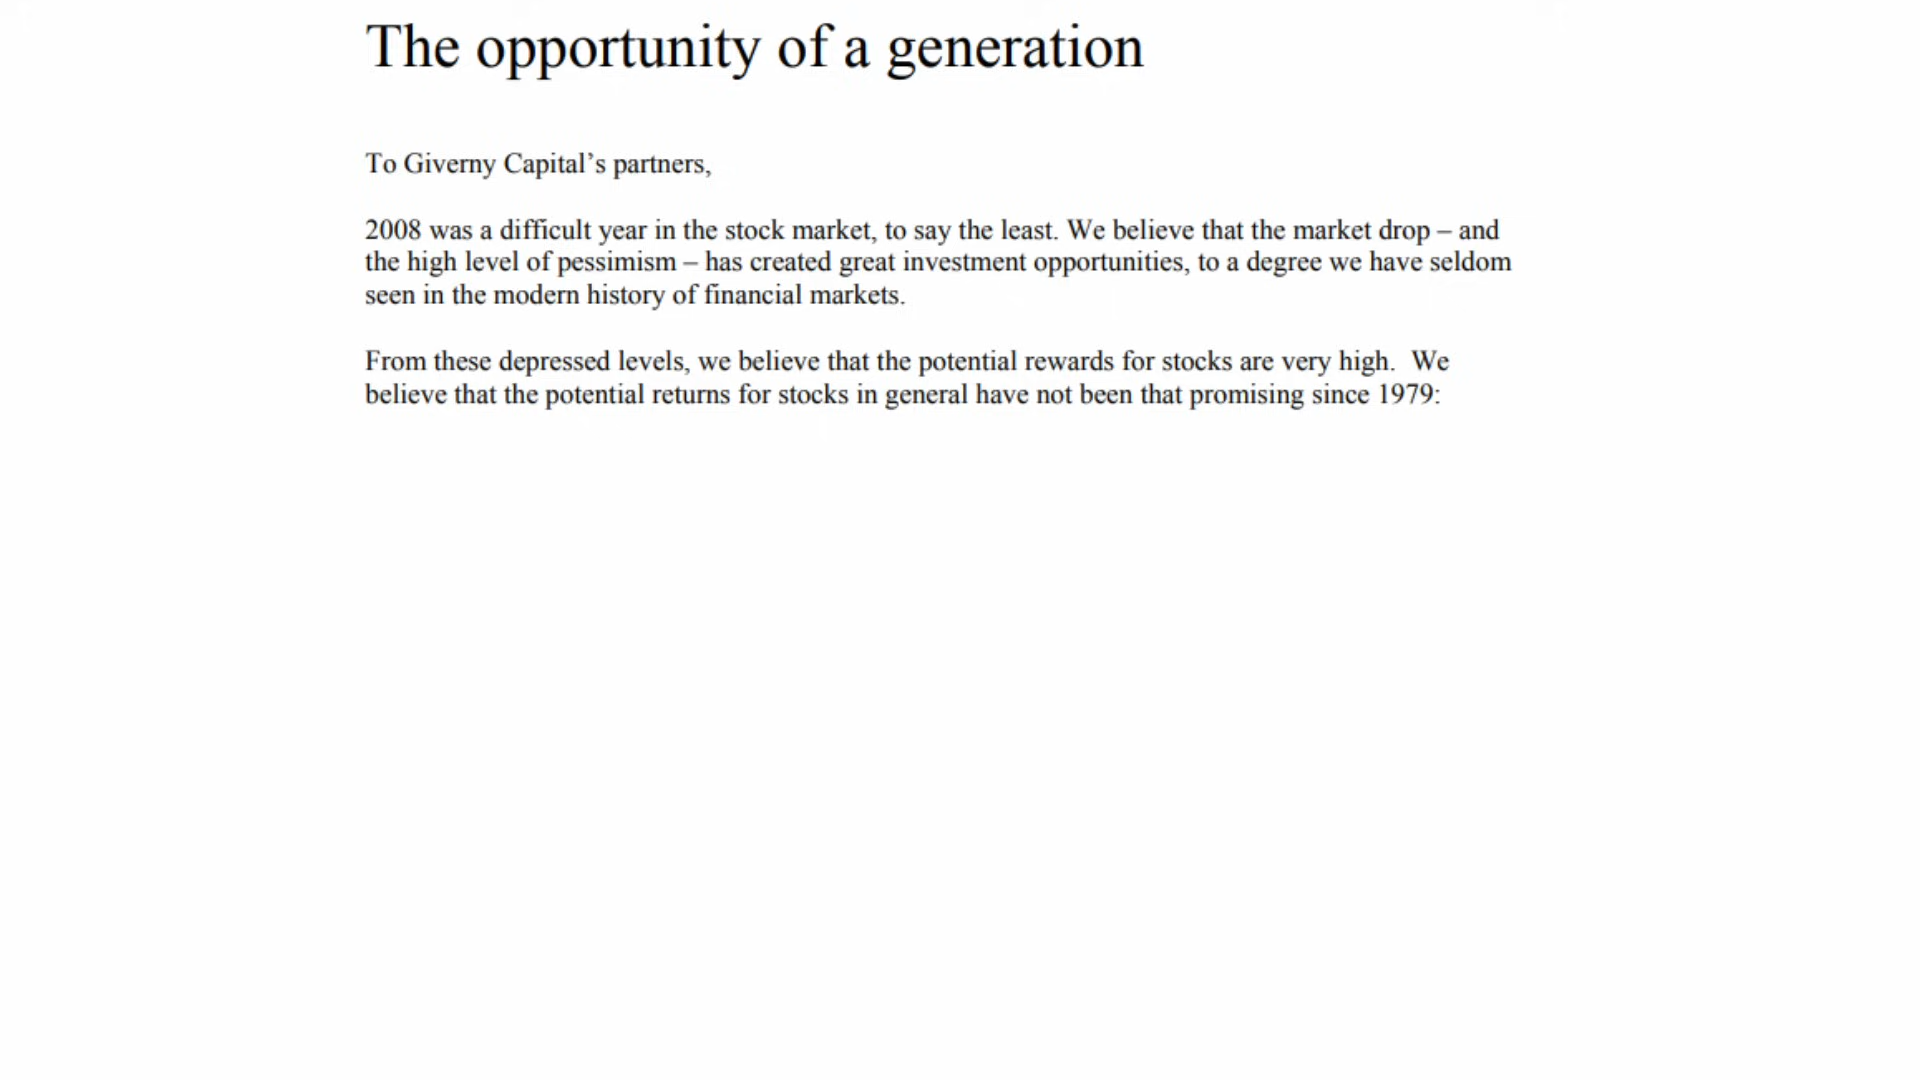 The opportunity of a generation
To Giverny Capital’s partners,
2008 was a difficult year in the stock market, to say the least. We believe that the market drop – and
the high level of pessimism – has created great investment opportunities, to a degree we have seldom
seen in the modern history of financial markets.
From these depressed levels, we believe that the potential rewards for stocks are very high.  We
believe that the potential returns for stocks in general have not been that promising since 1979: